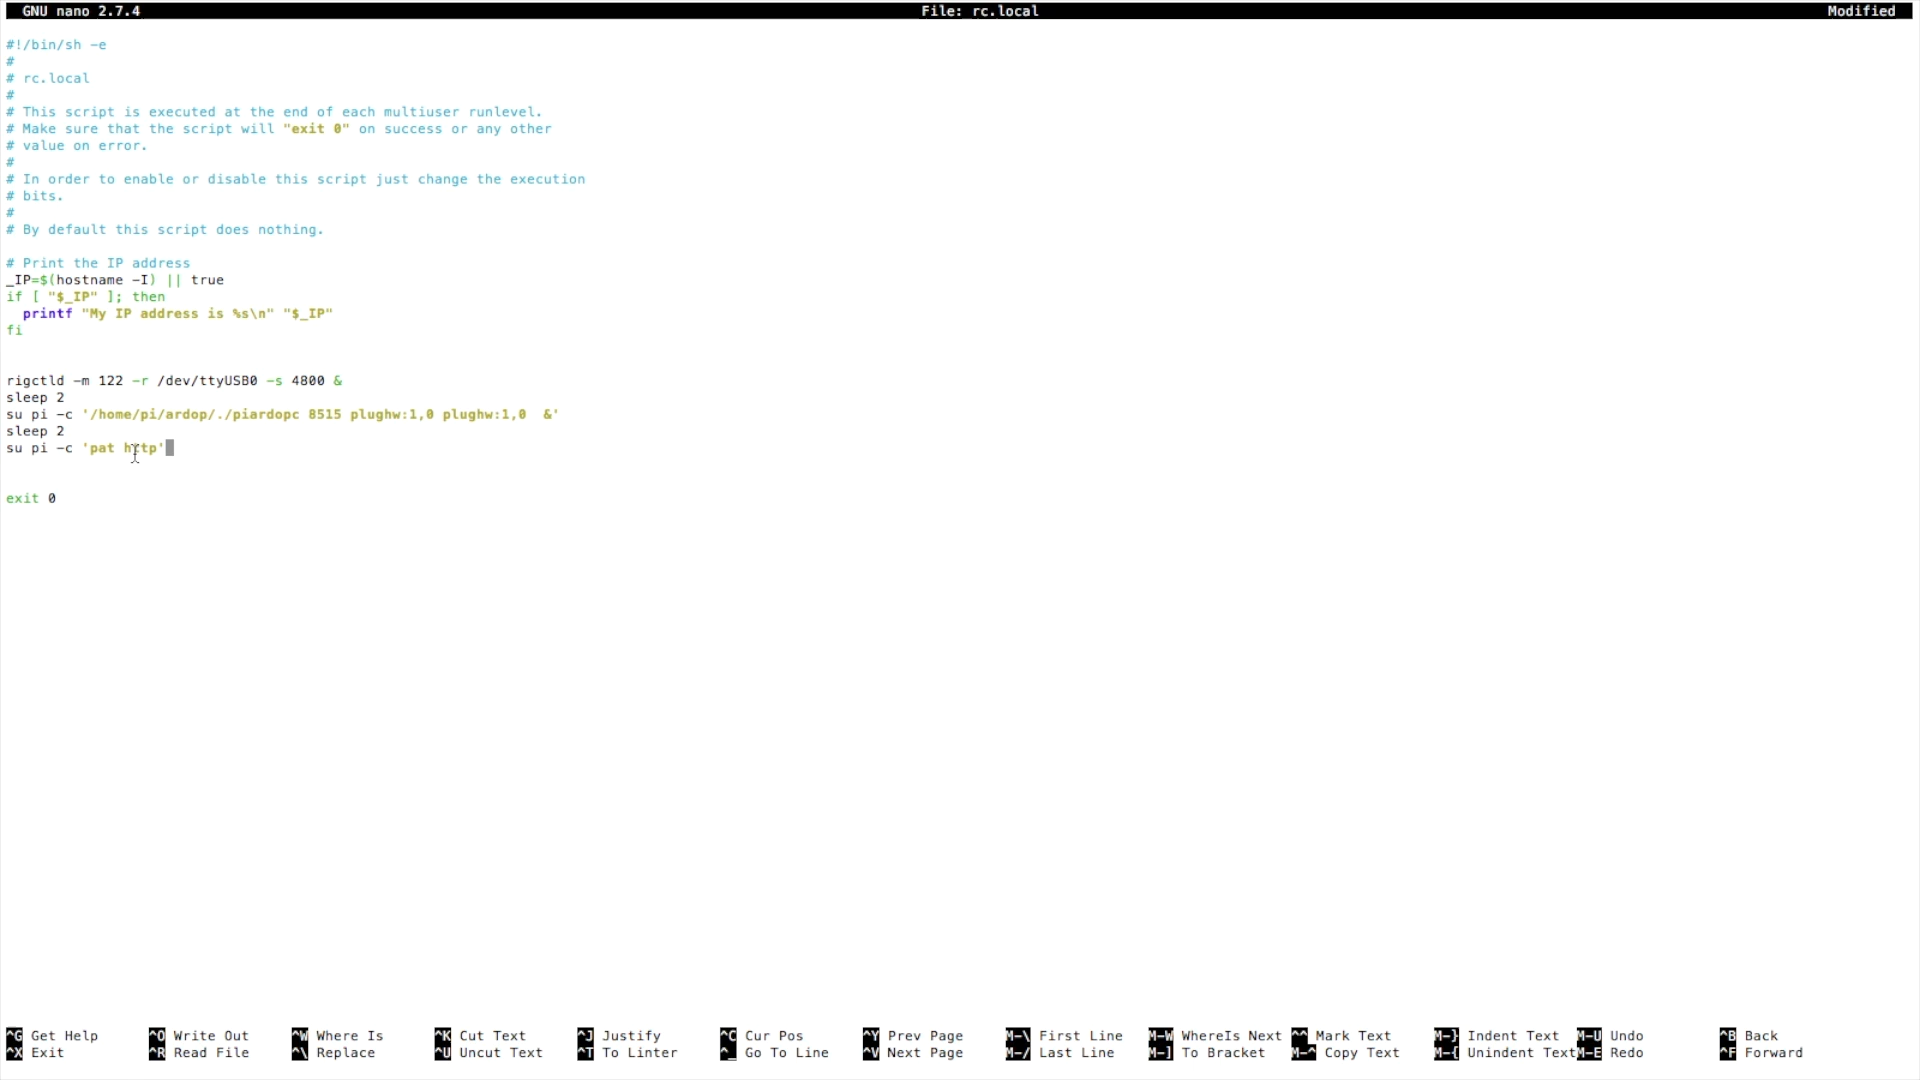 GNU nano 2.7.4 File: rc.local Modified
#!/bin/sh -e
#
# rc.local
#
# This script is executed at the end of each multiuser runlevel.
# Make sure that the script will "exit 0" on success or any other
# value on error.
#
# In order to enable or disable this script just change the execution
# bits.
#
# By default this script does nothing.
# Print the IP address
_IP=$(hostname -I) || true
if [ "$_IP" ]; then
  printf "My IP address is %s\n" "$_IP"
fi
rigctld -m 122 -r /dev/ttyUSB0 -s 4800 &
sleep 2
su pi -c '/home/pi/ardop/./piardopc 8515 plughw:1,0 plughw:1,0  &'
sleep 2
su pi -c 'pat http'
exit 0
^G Get Help ^O Write Out ^W Where Is ^K Cut Text ^J Justify ^C Cur Pos ^Y Prev Page M-\ First Line M-W WhereIs Next ^^ Mark Text M-} Indent Text M-U Undo ^B Back
^X Exit ^R Read File ^\ Replace ^U Uncut Text ^T To Linter ^_ Go To Line ^V Next Page M-/ Last Line M-] To Bracket M-^ Copy Text M-{ Unindent Text M-E Redo ^F Forward